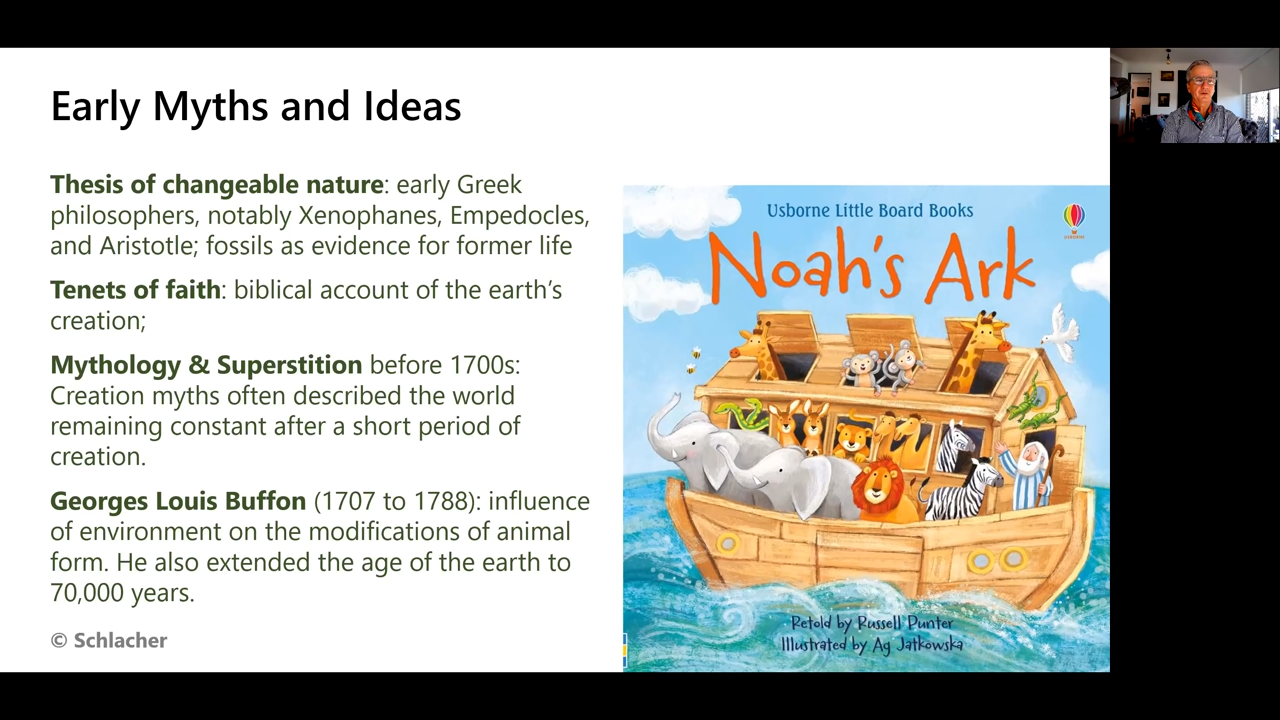 Early Myths and Ideas
Thesis of changeable nature: early Greek
philosophers, notably Xenophanes, Empedocles,
and Aristotle; fossils as evidence for former life
Tenets of faith: biblical account of the earth’s
creation;
Mythology & Superstition before 1700s:
Creation myths often described the world
remaining constant after a short period of
creation.
Georges Louis Buffon (1707 to 1788): influence
of environment on the modifications of animal
form. He also extended the age of the earth to
70,000 years.
© Schlacher
Usborne Little Board Books
USBORNE
Noah's Ark
Retold by Russell Punter
Illustrated by Ag Jatkowska